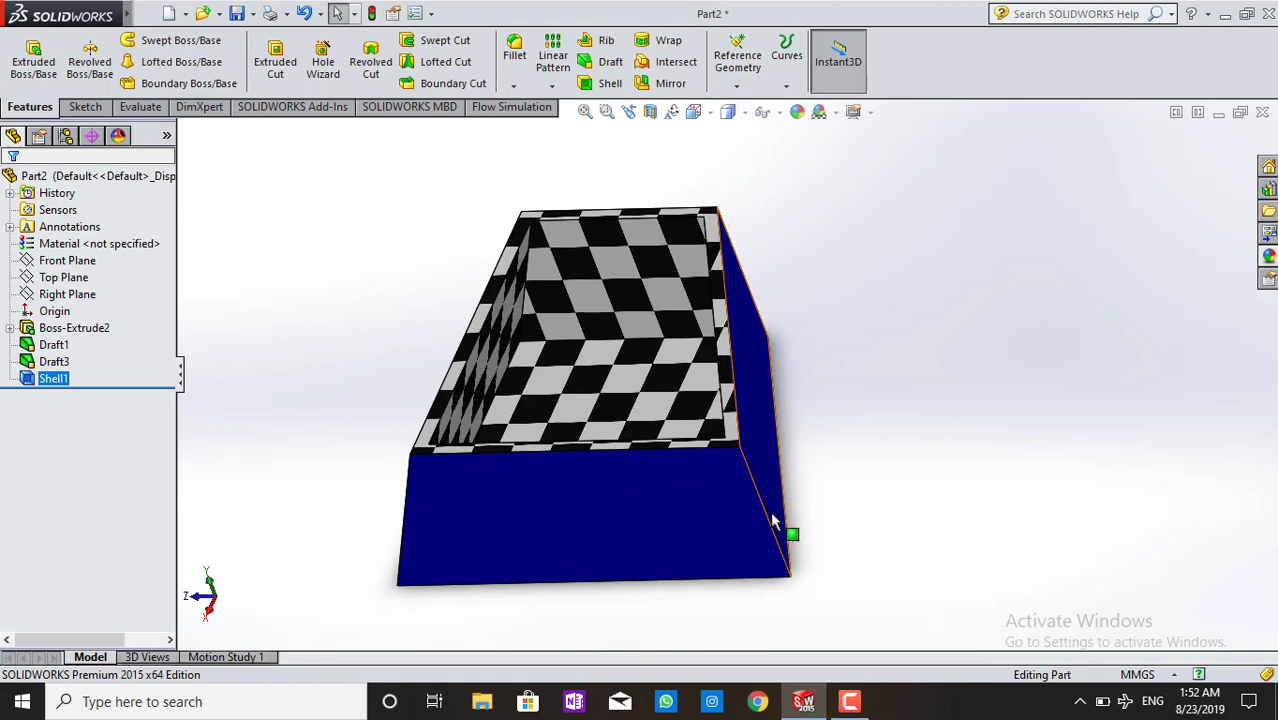 SOLIDWORKS
Part2 *
Search SOLIDWORKS Help
Extruded Boss/Base
Revolved Boss/Base
Swept Boss/Base
Lofted Boss/Base
Boundary Boss/Base
Extruded Cut
Hole Wizard
Revolved Cut
Swept Cut
Lofted Cut
Boundary Cut
Fillet
Linear Pattern
Rib
Draft
Shell
Wrap
Intersect
Mirror
Reference Geometry
Curves
Instant3D
Features
Sketch
Evaluate
DimXpert
SOLIDWORKS Add-Ins
SOLIDWORKS MBD
Flow Simulation
Part2 (Default<<Default>_Disp
History
Sensors
Annotations
Material <not specified>
Front Plane
Top Plane
Right Plane
Origin
Boss-Extrude2
Draft1
Draft3
Shell1
Y
Z
X
Activate Windows
Go to Settings to activate Windows.
Model
3D Views
Motion Study 1
SOLIDWORKS Premium 2015 x64 Edition
Editing Part
MMGS
Type here to search
ENG
1:52 AM
8/23/2019